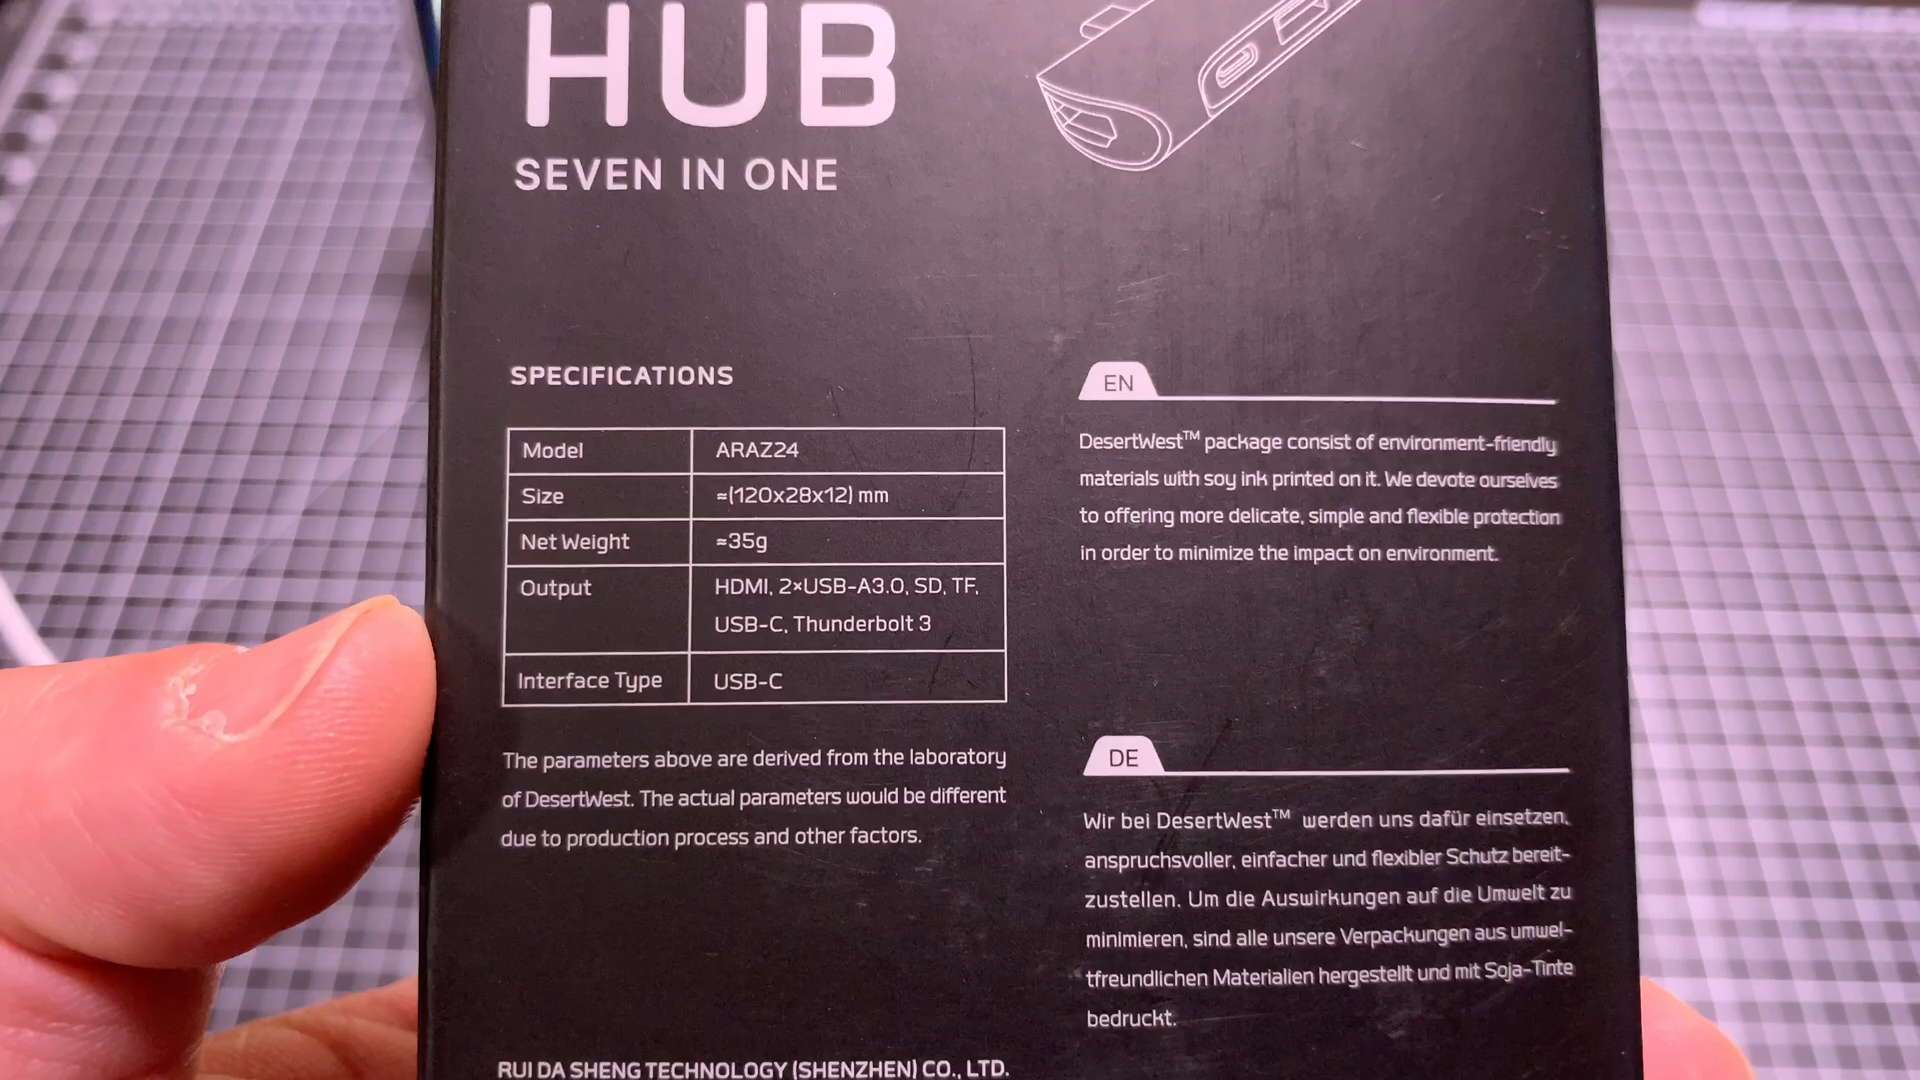 HUB
SEVEN IN ONE
SPECIFICATIONS
Model ARAZ24
Size ≈(120x28x12) mm
Net Weight ≈35g
Output HDMI, 2×USB-A3.0, SD, TF,
USB-C, Thunderbolt 3
Interface Type USB-C
The parameters above are derived from the laboratory
of DesertWest. The actual parameters would be different
due to production process and other factors.
RUI DA SHENG TECHNOLOGY (SHENZHEN) CO., LTD.
EN
DesertWest™ package consist of environment-friendly
materials with soy ink printed on it. We devote ourselves
to offering more delicate, simple and flexible protection
in order to minimize the impact on environment.
DE
Wir bei DesertWest™ werden uns dafür einsetzen,
anspruchsvoller, einfacher und flexibler Schutz bereit-
zustellen. Um die Auswirkungen auf die Umwelt zu
minimieren, sind alle unsere Verpackungen aus umwel-
tfreundlichen Materialien hergestellt und mit Soja-Tinte
bedruckt.